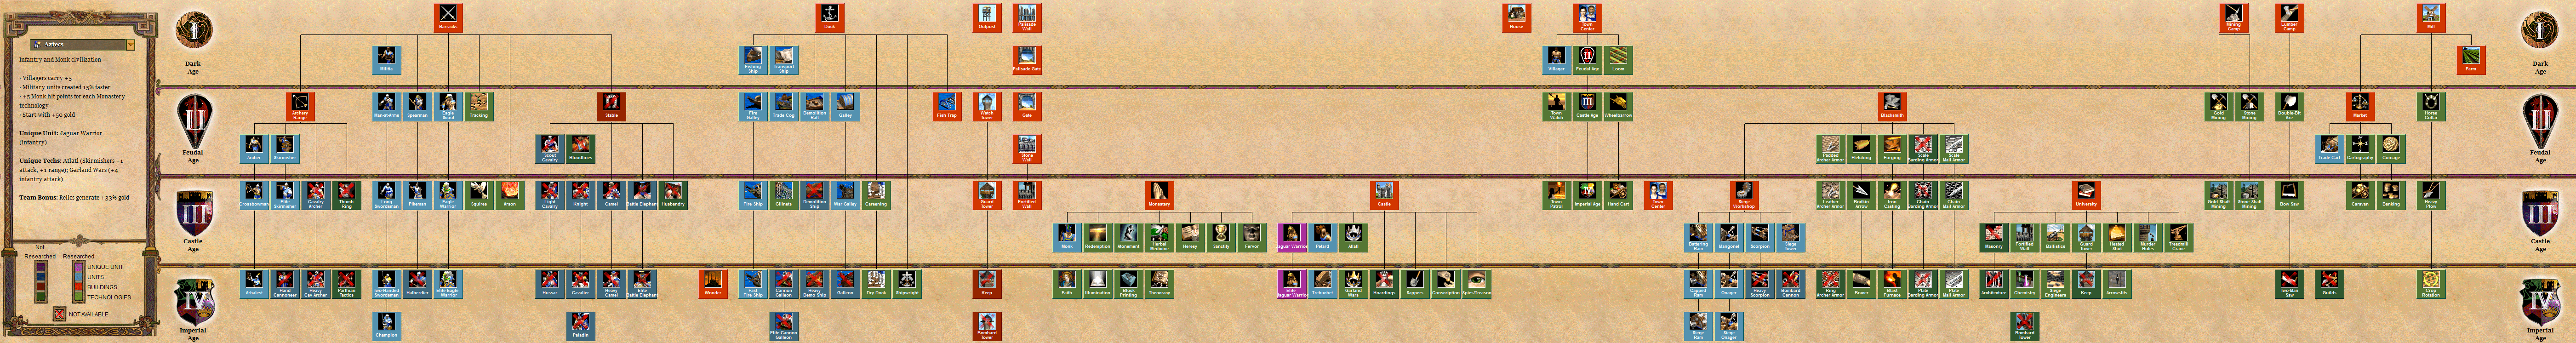 Aztecs
Infantry and Monk civilization
· Villagers carry +5
· Military units created 15% faster
· +5 Monk hit points for each Monastery
technology
· Start with +50 gold
Unique Unit: Jaguar Warrior
(infantry)
Unique Techs: Atlatl (Skirmishers +1
attack, +1 range); Garland Wars (+4
infantry attack)
Team Bonus: Relics generate +33% gold
Not
Researched Researched
UNIQUE UNIT
UNITS
BUILDINGS
TECHNOLOGIES
NOT AVAILABLE
Barracks
Dock
Outpost
Palisade
Wall
House
Town
Center
Mining
Camp
Lumber
Camp
Mill
Dark
Age
Militia
Fishing
Ship
Transport
Ship
Palisade Gate
Villager
Feudal Age
Loom
Farm
Dark
Age
Archery
Range
Man-at-Arms
Spearman
Eagle
Scout
Tracking
Stable
Fire
Galley
Trade Cog
Demolition
Raft
Galley
Fish Trap
Watch
Tower
Gate
Town
Watch
Castle Age
Wheelbarrow
Blacksmith
Gold
Mining
Stone
Mining
Double-Bit
Axe
Market
Horse
Collar
Feudal
Age
Archer
Skirmisher
Scout
Cavalry
Bloodlines
Stone
Wall
Padded
Archer Armor
Fletching
Forging
Scale
Barding Armor
Scale
Mail Armor
Trade Cart
Cartography
Coinage
Feudal
Age
Crossbowman
Elite
Skirmisher
Cavalry
Archer
Thumb
Ring
Long
Swordsman
Pikeman
Eagle
Warrior
Squires
Arson
Light
Cavalry
Knight
Camel
Battle Elephant
Husbandry
Fire Ship
Gillnets
Demolition
Ship
War Galley
Careening
Guard
Tower
Fortified
Wall
Monastery
Castle
Town
Patrol
Imperial Age
Hand Cart
Town
Center
Siege
Workshop
Leather
Archer Armor
Bodkin
Arrow
Iron
Casting
Chain
Barding Armor
Chain
Mail Armor
University
Gold Shaft
Mining
Stone Shaft
Mining
Bow Saw
Caravan
Banking
Heavy
Plow
Castle
Age
Monk
Redemption
Atonement
Herbal
Medicine
Heresy
Sanctity
Fervor
Jaguar Warrior
Petard
Atlatl
Battering
Ram
Mangonel
Scorpion
Siege
Tower
Masonry
Fortified
Wall
Ballistics
Guard
Tower
Heated
Shot
Murder
Holes
Treadmill
Crane
Castle
Age
Arbalest
Hand
Cannoneer
Heavy
Cav Archer
Parthian
Tactics
Two-Handed
Swordsman
Halberdier
Elite Eagle
Warrior
Hussar
Cavalier
Heavy
Camel
Elite
Battle Elephant
Wonder
Fast
Fire Ship
Cannon
Galleon
Heavy
Demo Ship
Galleon
Dry Dock
Shipwright
Keep
Faith
Illumination
Block
Printing
Theocracy
Elite
Jaguar Warrior
Trebuchet
Garland
Wars
Hoardings
Sappers
Conscription
Spies/Treason
Capped
Ram
Onager
Heavy
Scorpion
Bombard
Cannon
Ring
Archer Armor
Bracer
Blast
Furnace
Plate
Barding Armor
Plate
Mail Armor
Architecture
Chemistry
Siege
Engineers
Keep
Arrowslits
Two-Man
Saw
Guilds
Crop
Rotation
Imperial
Age
Champion
Paladin
Elite Cannon
Galleon
Bombard
Tower
Siege
Ram
Siege
Onager
Bombard
Tower
Imperial
Age